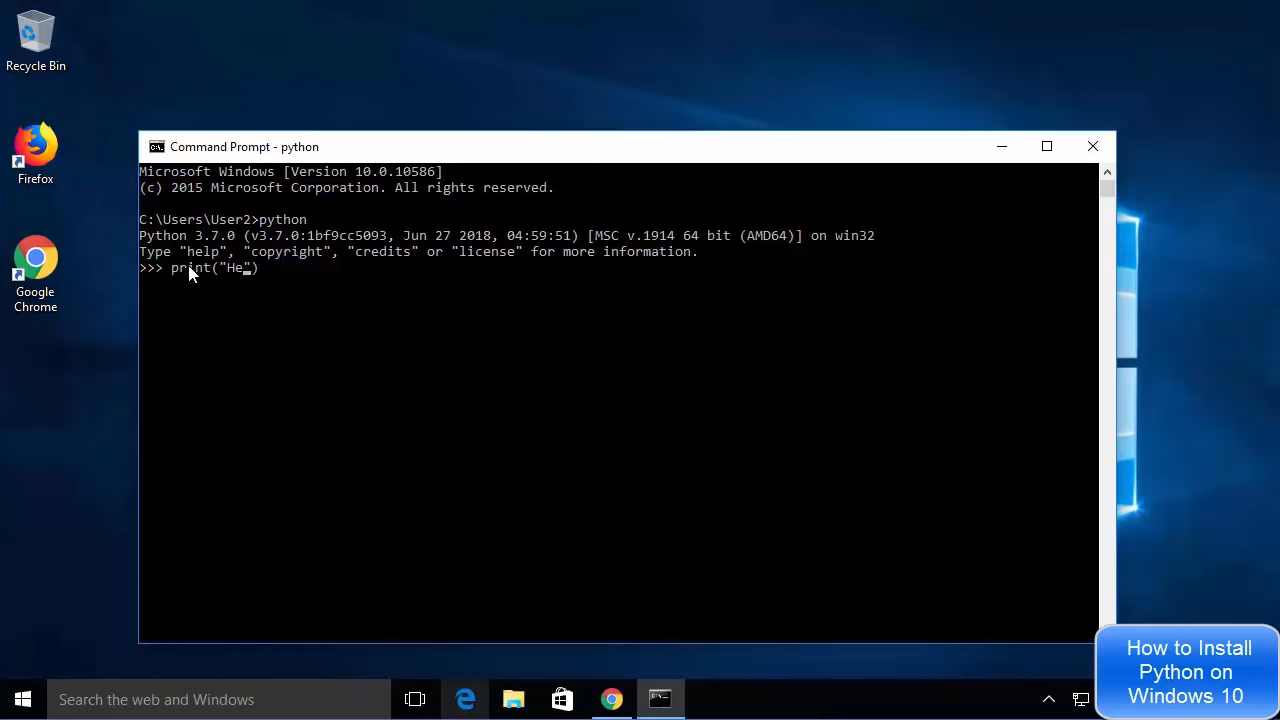 Recycle Bin
Firefox
Google
Chrome
Command Prompt - python
Microsoft Windows [Version 10.0.10586]
(c) 2015 Microsoft Corporation. All rights reserved.
C:\Users\User2>python
Python 3.7.0 (v3.7.0:1bf9cc5093, Jun 27 2018, 04:59:51) [MSC v.1914 64 bit (AMD64)] on win32
Type "help", "copyright", "credits" or "license" for more information.
>>> print("He")
How to Install
Python on
Windows 10
Search the web and Windows